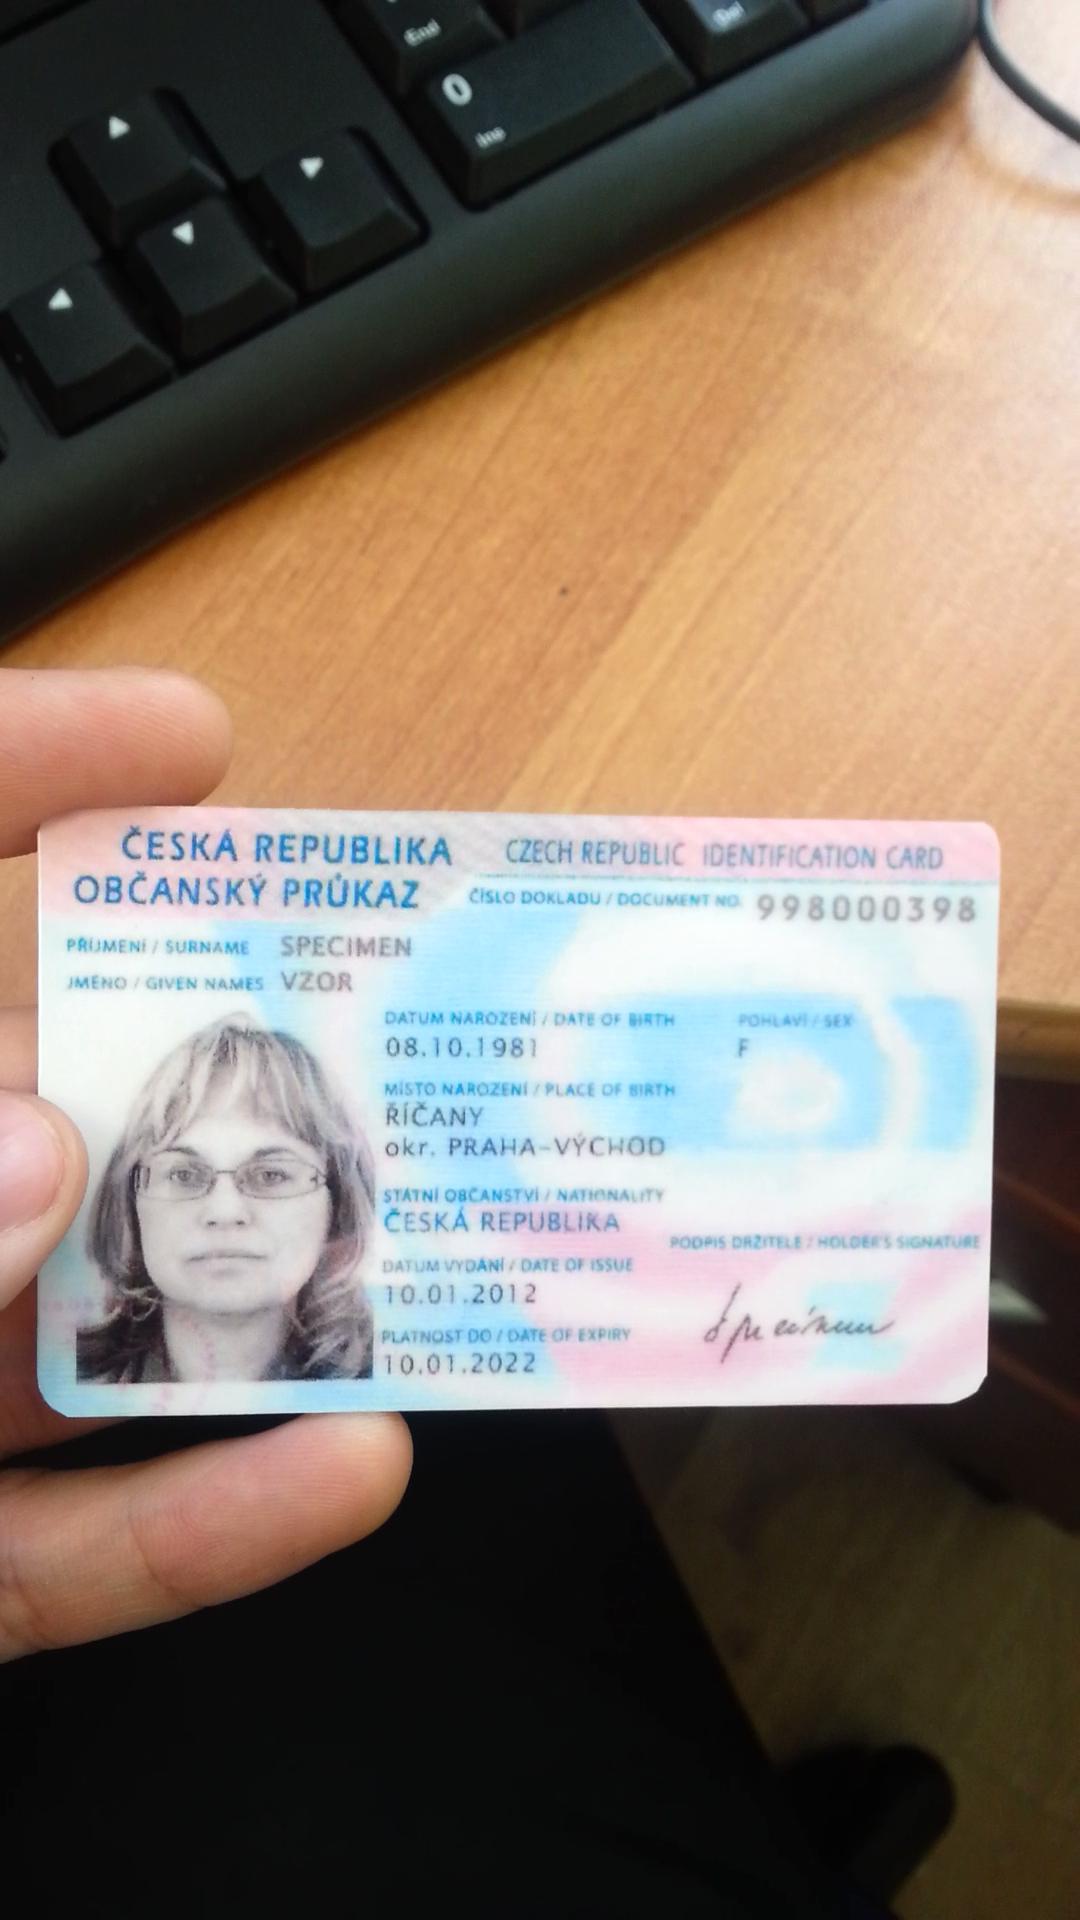 End
0
Ins
Del
ČESKÁ REPUBLIKA
CZECH REPUBLIC IDENTIFICATION CARD
OBČANSKÝ PRŮKAZ
ČÍSLO DOKLADU / DOCUMENT NO. 998000398
PŘÍJMENÍ / SURNAME SPECIMEN
JMÉNO / GIVEN NAMES VZOR
DATUM NAROZENÍ / DATE OF BIRTH
POHLAVÍ / SEX
08.10.1981
F
MÍSTO NAROZENÍ / PLACE OF BIRTH
ŘÍČANY
okr. PRAHA-VÝCHOD
STÁTNÍ OBČANSTVÍ / NATIONALITY
ČESKÁ REPUBLIKA
PODPIS DRŽITELE / HOLDER'S SIGNATURE
DATUM VYDÁNÍ / DATE OF ISSUE
10.01.2012
Specimen
PLATNOST DO / DATE OF EXPIRY
10.01.2022